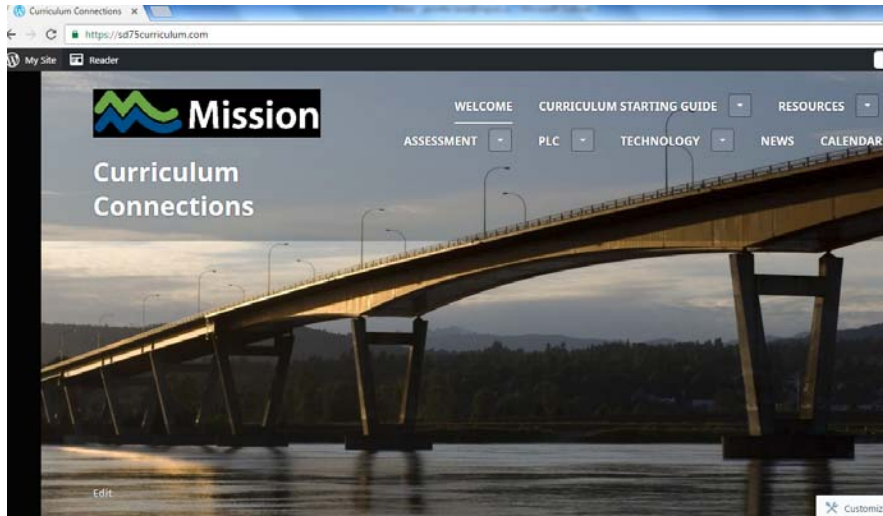 Curriculum Connections
https://sd75curriculum.com
My Site Reader
Mission
WELCOME CURRICULUM STARTING GUIDE RESOURCES
ASSESSMENT PLC TECHNOLOGY NEWS CALENDAR
Curriculum
Connections
Edit
Customiz